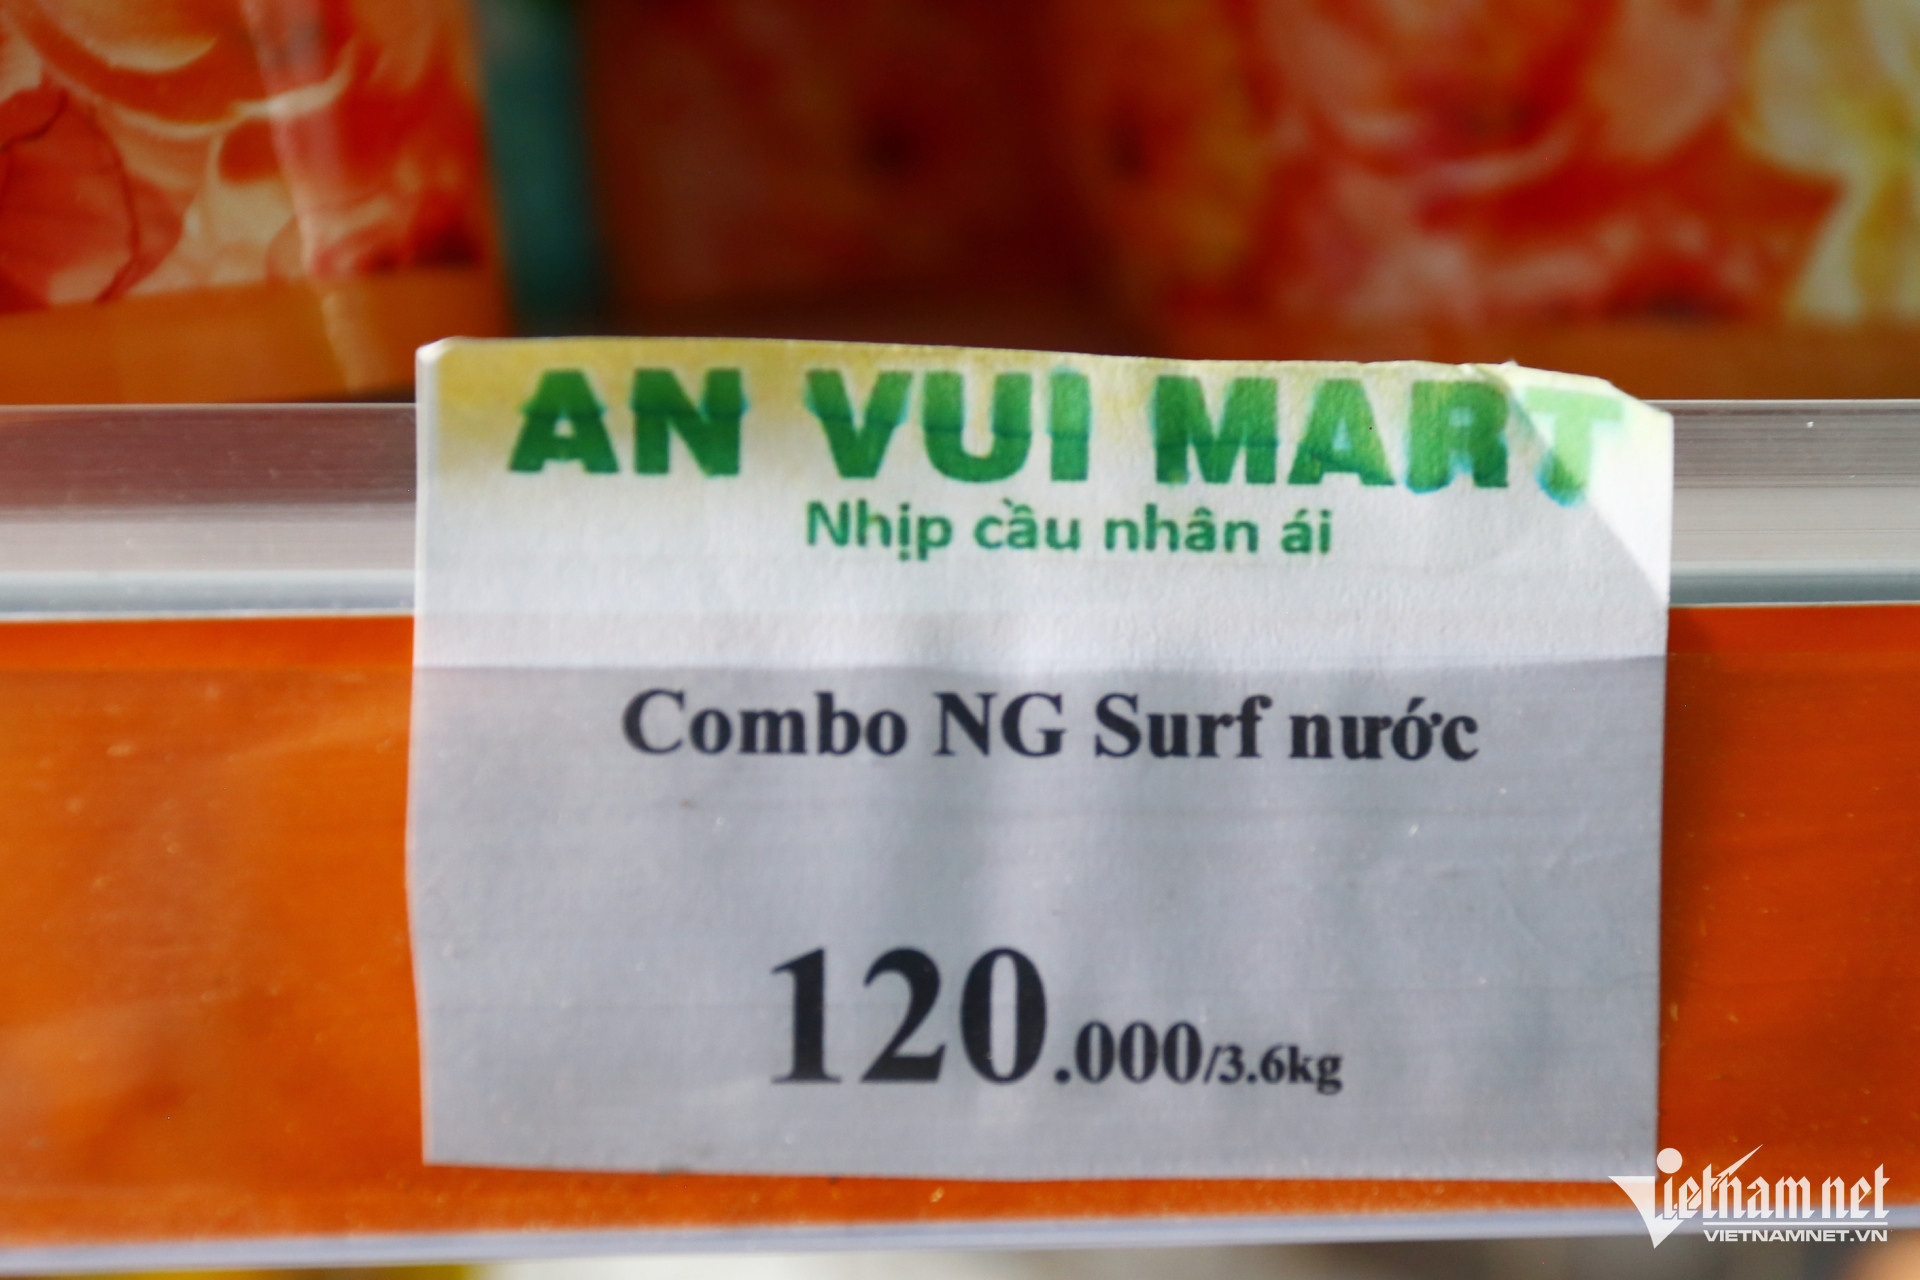 AN VUI MART
Nhịp cầu nhân ái
Combo NG Surf nước
120.000/3.6kg
Vietnamnet
VIETNAMNET.VN